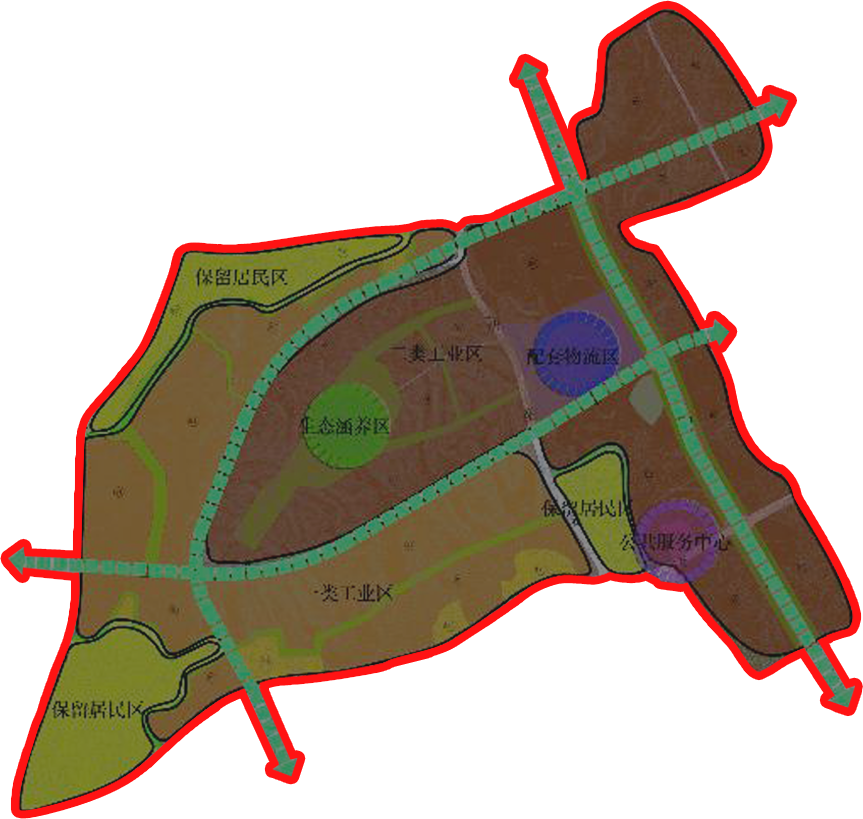 保留居民区
二类工业区
配套物流区
生态涵养区
保留居民区
公共服务中心
一类工业区
保留居民区